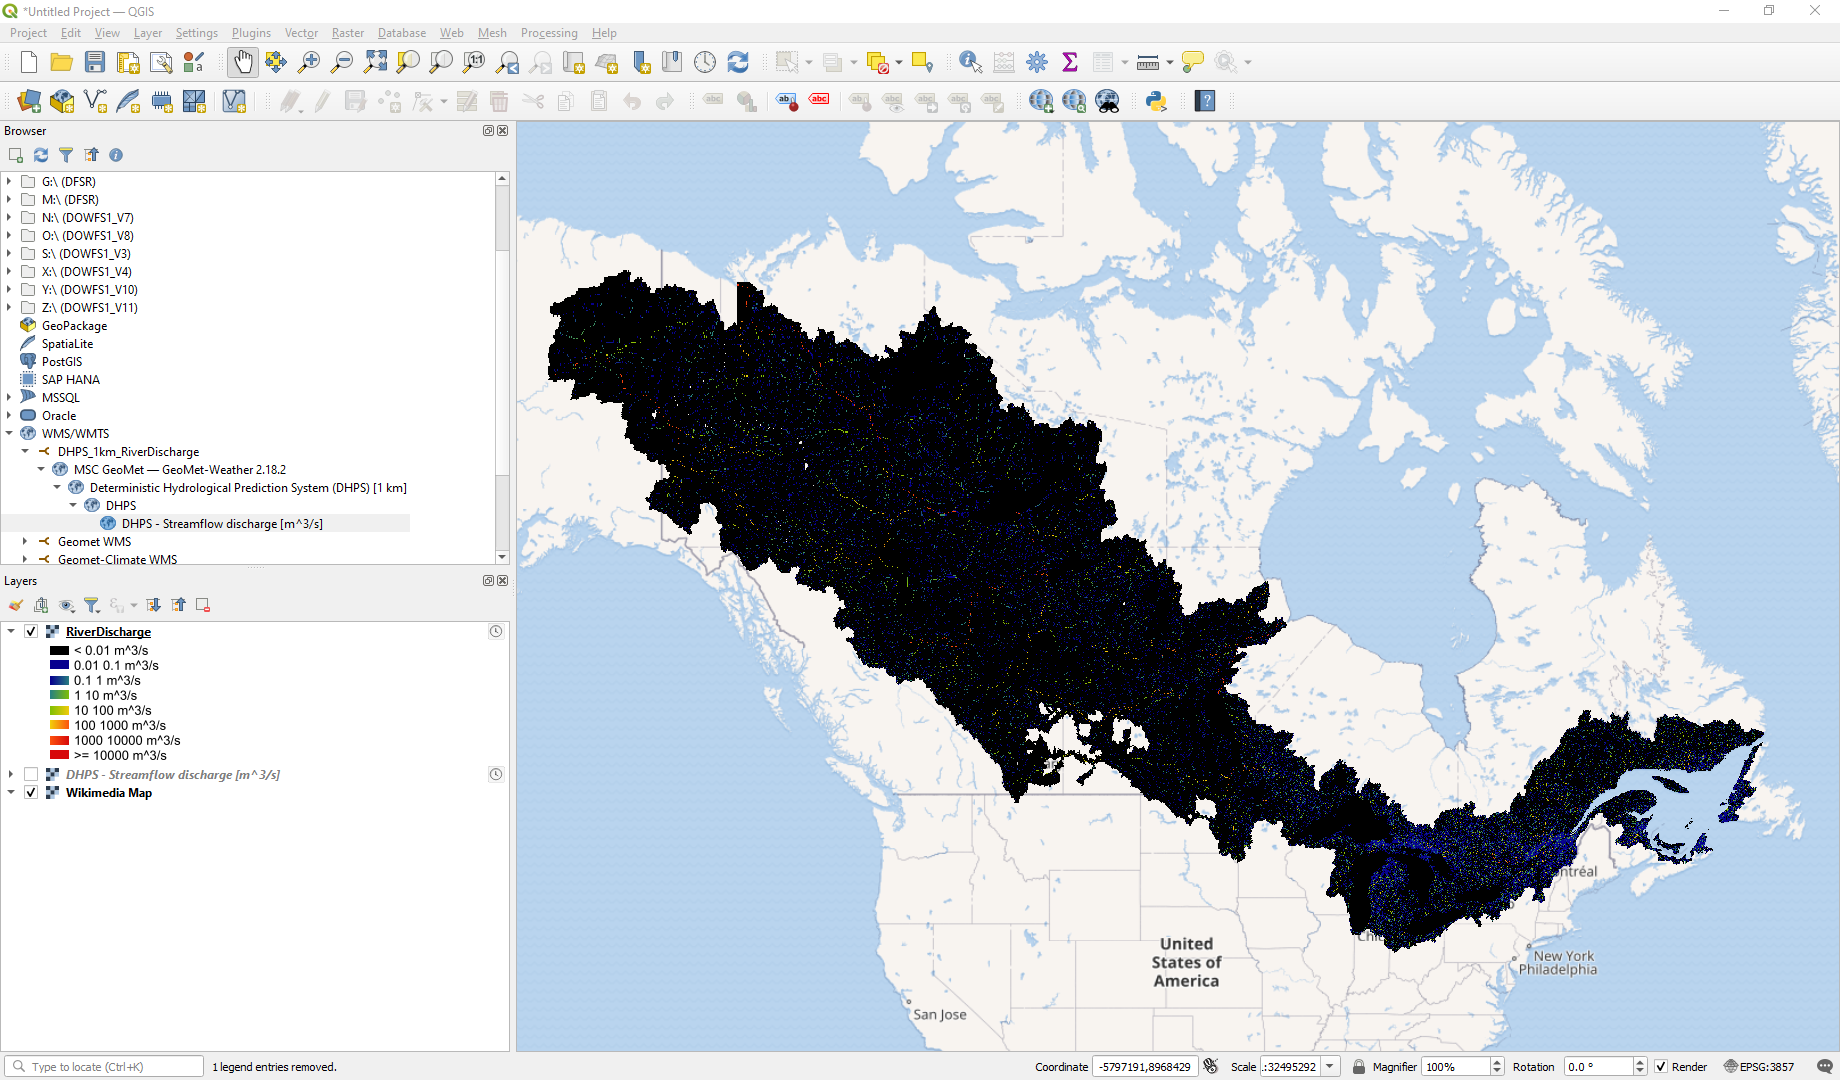 *Untitled Project — QGIS
Project Edit View Layer Settings Plugins Vector Raster Database Web Mesh Processing Help
Browser
G:\ (DFSR)
M:\ (DFSR)
N:\ (DOWFS1_V7)
O:\ (DOWFS1_V8)
S:\ (DOWFS1_V3)
X:\ (DOWFS1_V4)
Y:\ (DOWFS1_V10)
Z:\ (DOWFS1_V11)
GeoPackage
SpatiaLite
PostGIS
SAP HANA
MSSQL
Oracle
WMS/WMTS
DHPS_1km_RiverDischarge
MSC GeoMet — GeoMet-Weather 2.18.2
Deterministic Hydrological Prediction System (DHPS) [1 km]
DHPS
DHPS - Streamflow discharge [m^3/s]
Geomet WMS
Geomet-Climate WMS
Layers
RiverDischarge
< 0.01 m^3/s
0.01 0.1 m^3/s
0.1 1 m^3/s
1 10 m^3/s
10 100 m^3/s
100 1000 m^3/s
1000 10000 m^3/s
>= 10000 m^3/s
DHPS - Streamflow discharge [m^3/s]
Wikimedia Map
ntréal
Chi
United
States of
America
New York
Philadelphia
San Jose
Type to locate (Ctrl+K) 1 legend entries removed. Coordinate -5797191,8968429 Scale .:32495292 Magnifier 100% Rotation 0.0 ° Render EPSG:3857